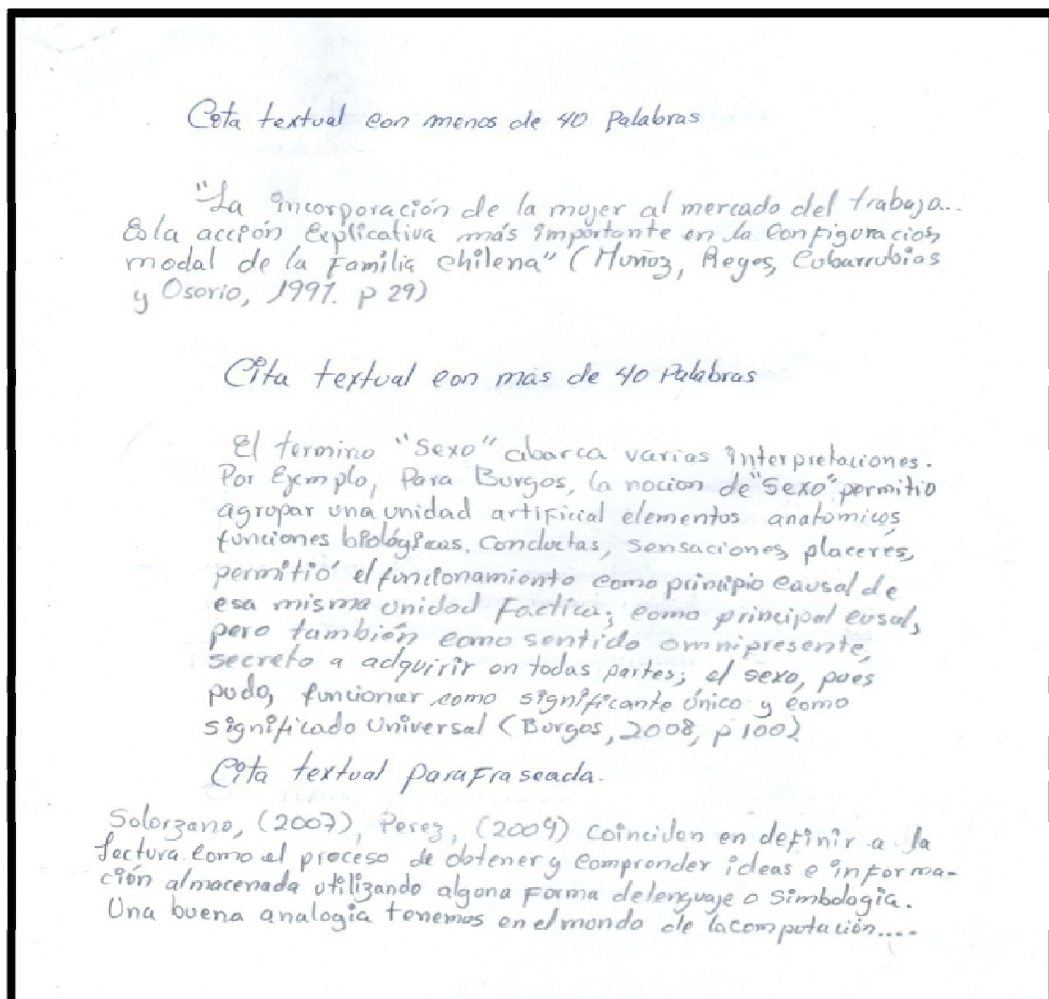 Cita textual con menos de 40 Palabras
"La incorporación de la mujer al mercado del trabajo...
Es la acción Explicativa más importante en la Configuración
modal de la Familia chilena" (Muñoz, Reyes, Cobarrubias
y Osorio, 1991. p 29)
Cita textual con más de 40 Palabras
El termino "Sexo" abarca varias interpretaciones.
Por Ejemplo, Para Burgos, la nocion de "Sexo" permitio
agrupar una unidad artificial elementos anatomicos,
funciones biológicas, Conductas, Sensaciones, placeres,
permitió el funcionamiento como principio causal de
esa misma unidad Factica; como principal cusal,
pero también como sentido omnipresente,
secreto a adquirir en todas partes; el sexo, pues
pudo, funcionar como significante único y como
significado Universal (Burgos, 2008, p 100)
Cita textual ParaFraseada.
Solorzano, (2007), Perez, (2009) Coinciden en definir a la
lectura como el proceso de obtener y comprender ideas e informa-
ción almacenada utilizando alguna Forma de lenguaje o Simbología.
Una buena analogia tenemos en el mundo de la computación....